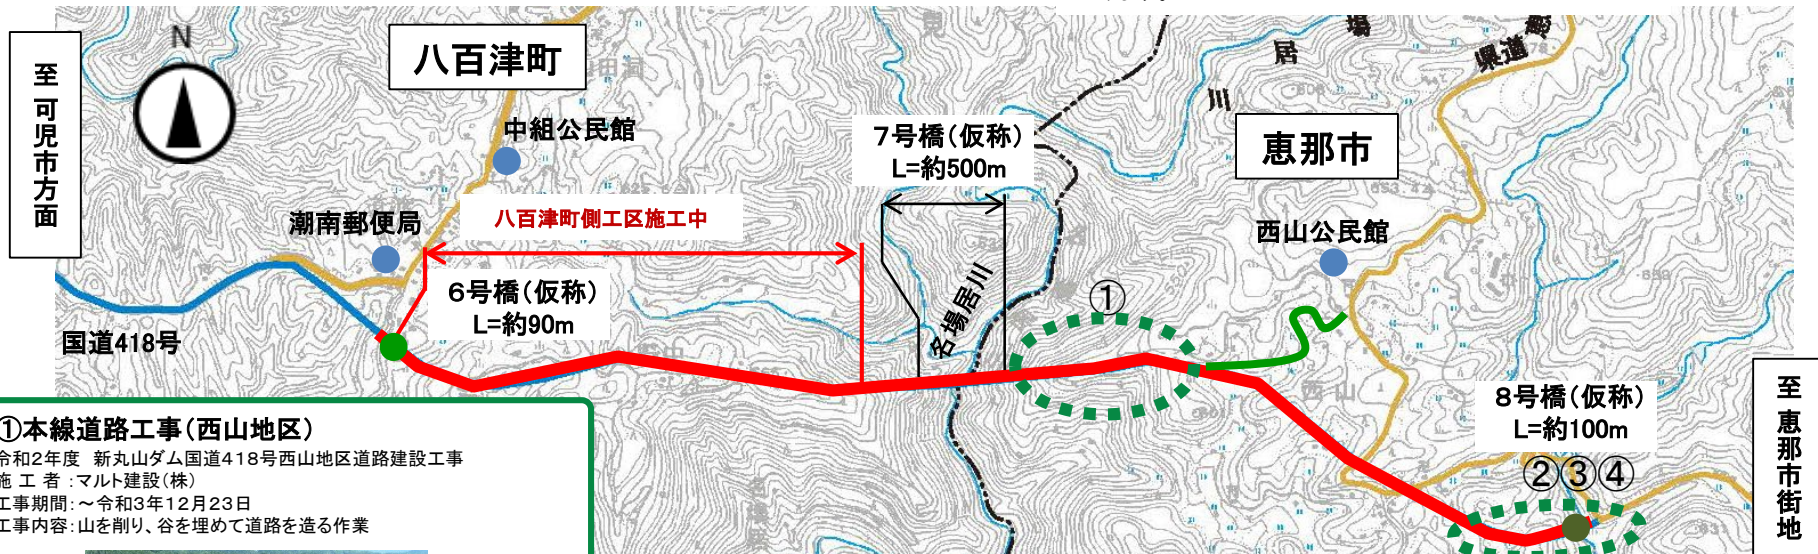 至 可児市方面
N
八百津町
中組公民館
潮南郵便局
八百津町側工区施工中
6号橋(仮称)
L=約90m
国道418号
7号橋(仮称)
L=約500m
名場居川
恵那市
県道
西山公民館
①
西山
8号橋(仮称)
L=約100m
②③④
至 恵那市街地
①本線道路工事(西山地区)
令和2年度 新丸山ダム国道418号西山地区道路建設工事
施 工 者 :マルト建設(株)
工事期間:～令和3年12月23日
工事内容:山を削り、谷を埋めて道路を造る作業